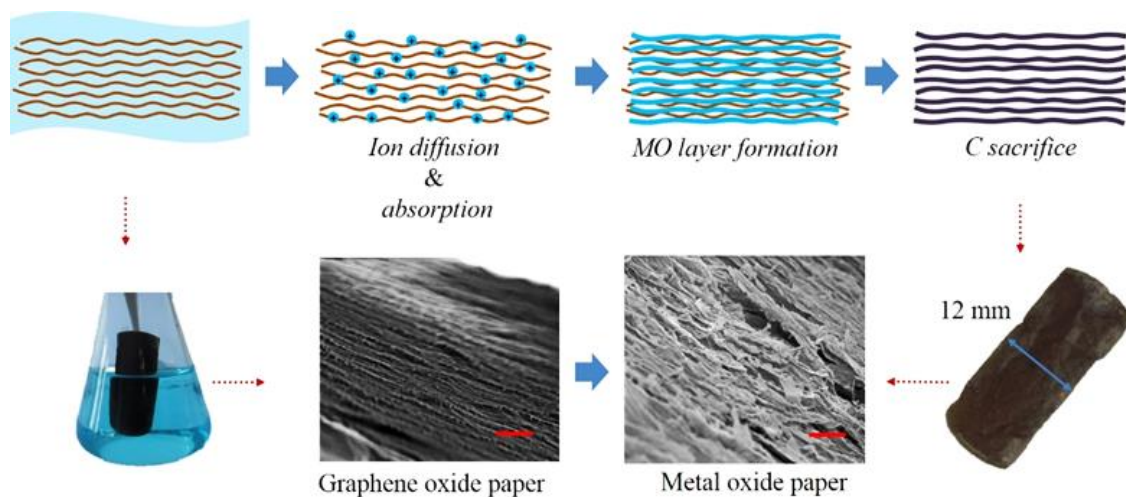 Ion diffusion
&
absorption
MO layer formation
C sacrifice
12 mm
Graphene oxide paper
Metal oxide paper